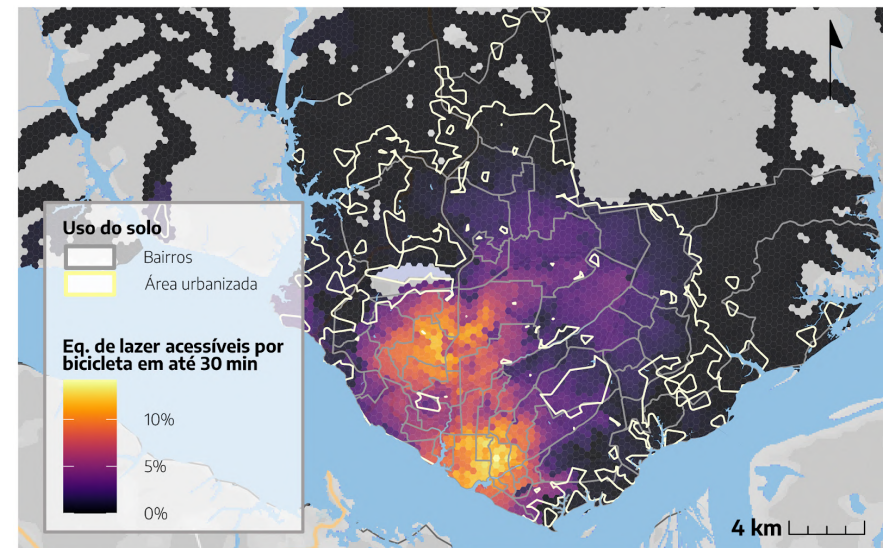 Uso do solo
Bairros
Área urbanizada
Eq. de lazer acessíveis por
bicicleta em até 30 min
10%
5%
0%
4 km